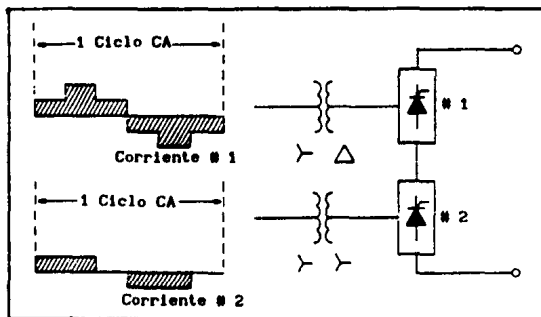 1 Ciclo CA
# 1
Corriente # 1
1 Ciclo CA
# 2
Corriente # 2